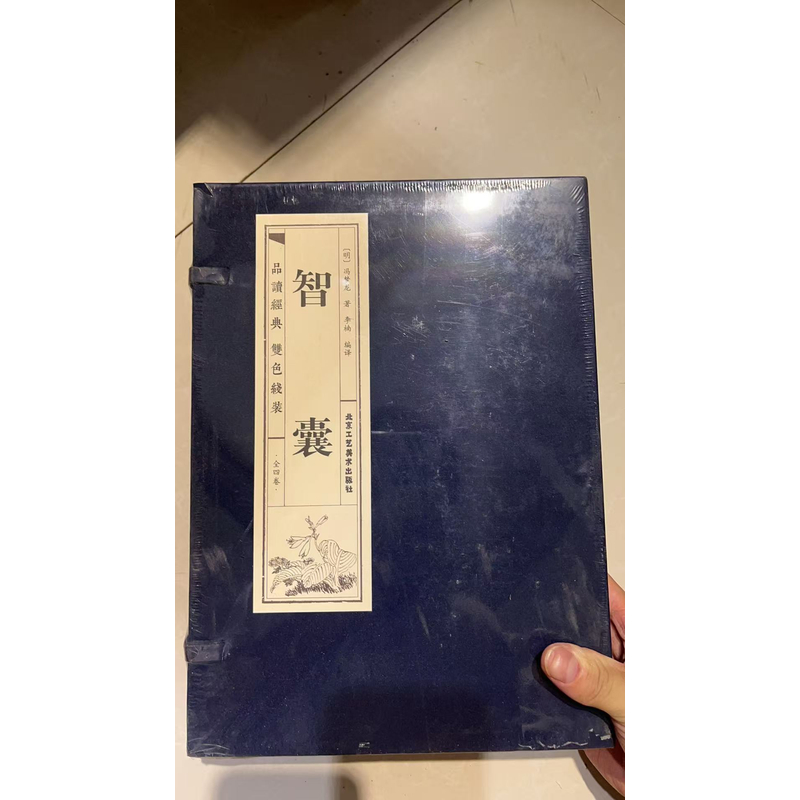 〔明〕冯梦龙 著 李楠 编译
北京工艺美术出版社
智囊
品讀經典 雙色綫装
·全四卷·